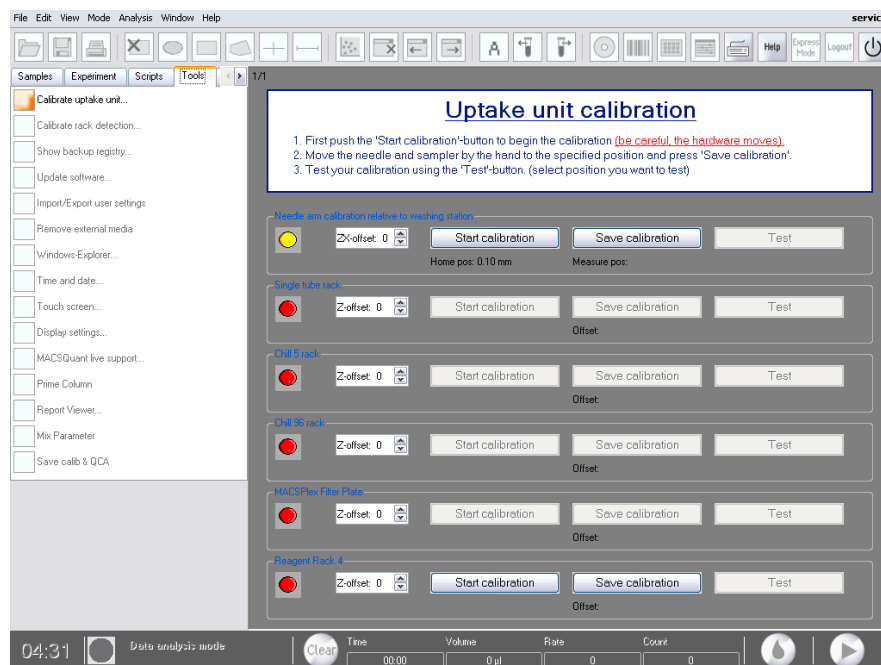 File Edit View Mode Analysis Window Help
servic
A
Help
Express
Mode
Logout
Samples Experiment Scripts Tools
1/1
Calibrate uptake unit...
Calibrate rack detection...
Show backup registry...
Update software...
Import/Export user settings
Remove external media
Windows-Explorer...
Time and date...
Touch screen...
Display settings...
MACSQuant live support...
Prime Column
Report Viewer...
Mix Parameter
Save calib & QCA
Uptake unit calibration
1. First push the 'Start calibration'-button to begin the calibration (be careful, the hardware moves).
2. Move the needle and sampler by the hand to the specified position and press 'Save calibration'.
3. Test your calibration using the 'Test'-button. (select position you want to test)
Needle arm calibration relative to washing station
ZX-offset: 0 Start calibration Save calibration Test
Home pos: 0.10 mm Measure pos:
Single tube rack
Z-offset: 0 Start calibration Save calibration Test
Offset:
Chill 5 rack
Z-offset: 0 Start calibration Save calibration Test
Offset:
Chill 96 rack
Z-offset: 0 Start calibration Save calibration Test
Offset:
MACSPlex Filter Plate
Z-offset: 0 Start calibration Save calibration Test
Offset:
Reagent Rack 4
Z-offset: 0 Start calibration Save calibration Test
Offset:
04:31 Data analysis mode Clear
Time Volume Rate Count
00:00 0 µl 0 0